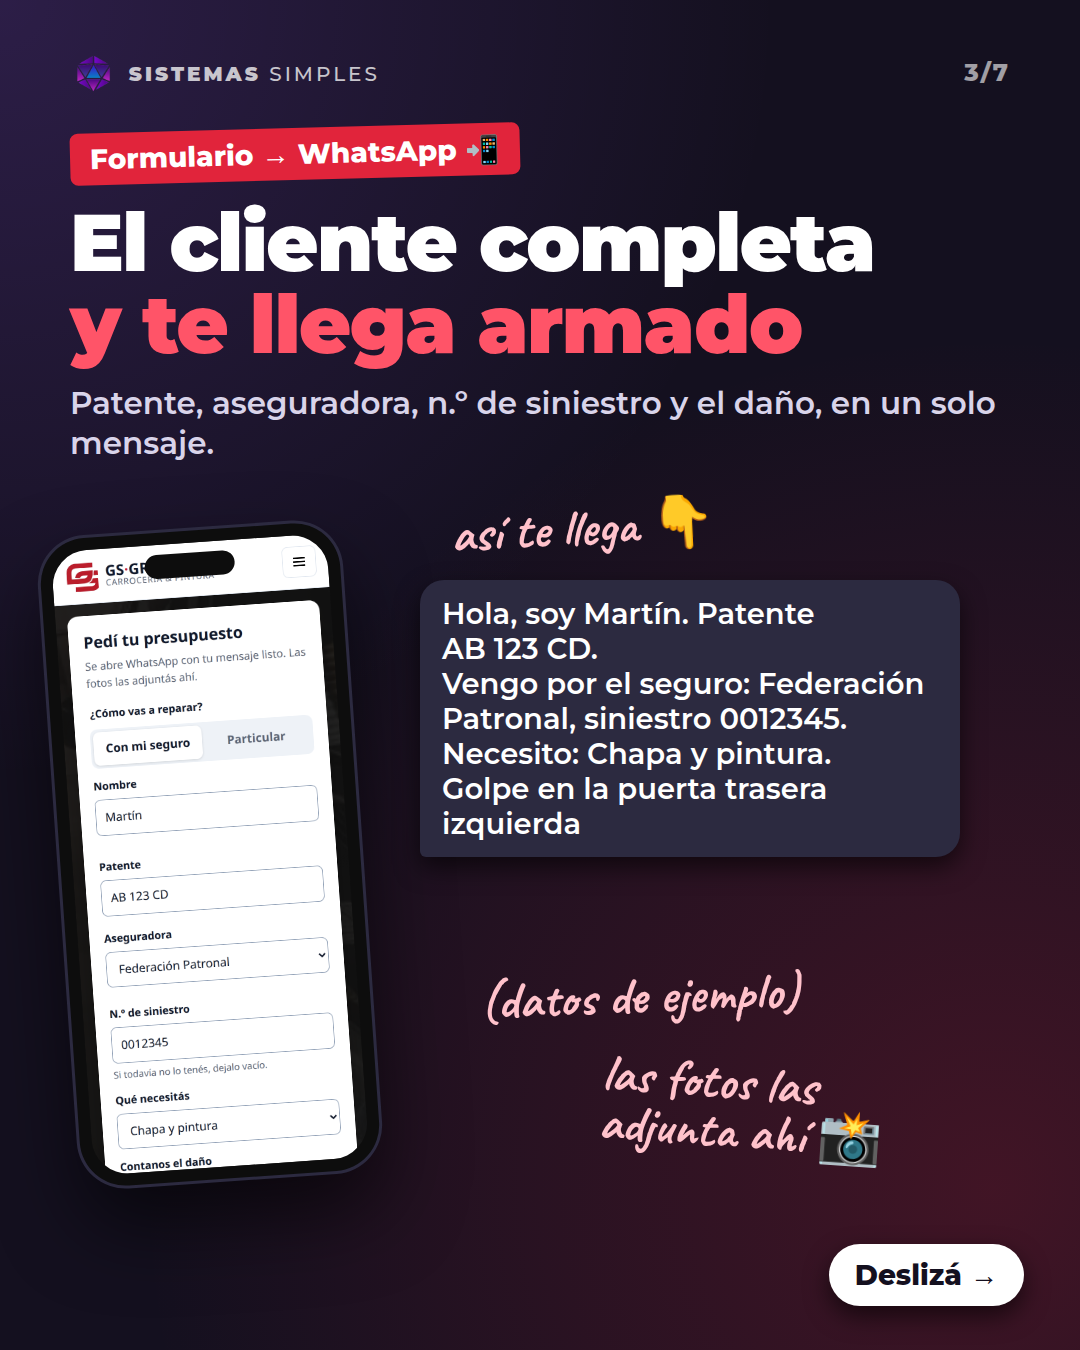 SISTEMAS SIMPLES
3/7
Formulario → WhatsApp
El cliente completa
y te llega armado
Patente, aseguradora, n.º de siniestro y el daño, en un solo
mensaje.
así te llega
Hola, soy Martín. Patente
AB 123 CD.
Vengo por el seguro: Federación
Patronal, siniestro 0012345.
Necesito: Chapa y pintura.
Golpe en la puerta trasera
izquierda
(datos de ejemplo)
las fotos las
adjunta ahí
GS·GR
CARROCERÍA & PINTURA
Pedí tu presupuesto
Se abre WhatsApp con tu mensaje listo. Las
fotos las adjuntás ahí.
¿Cómo vas a reparar?
Con mi seguro
Particular
Nombre
Martín
Patente
AB 123 CD
Aseguradora
Federación Patronal
N.º de siniestro
0012345
Si todavía no lo tenés, dejalo vacío.
Qué necesitás
Chapa y pintura
Contanos el daño
Deslizá →